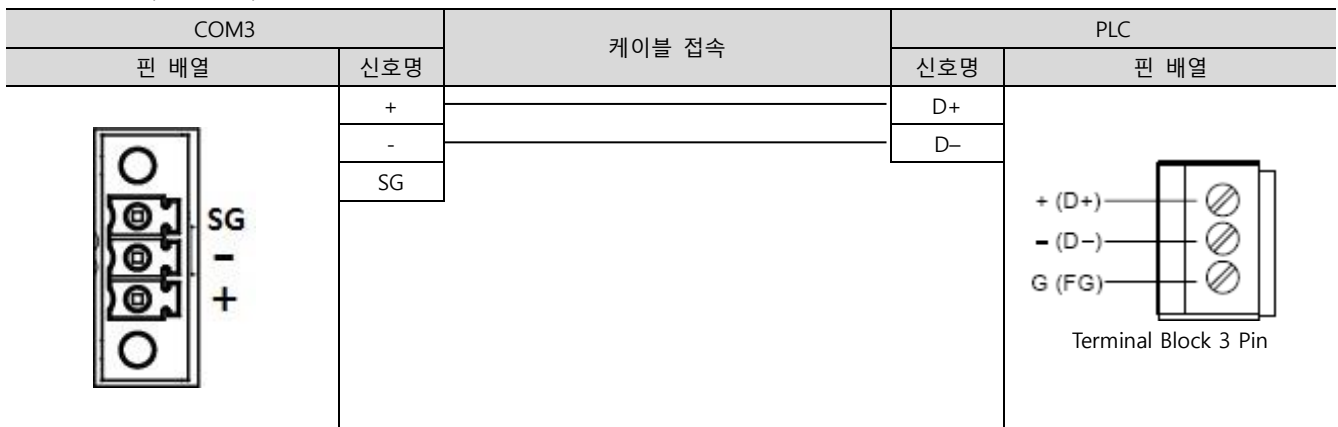 COM3 케이블 접속 PLC
핀 배열 신호명 신호명 핀 배열
+ D+
- D–
SG
SG
-
+
+ (D+)
- (D–)
G (FG)
Terminal Block 3 Pin